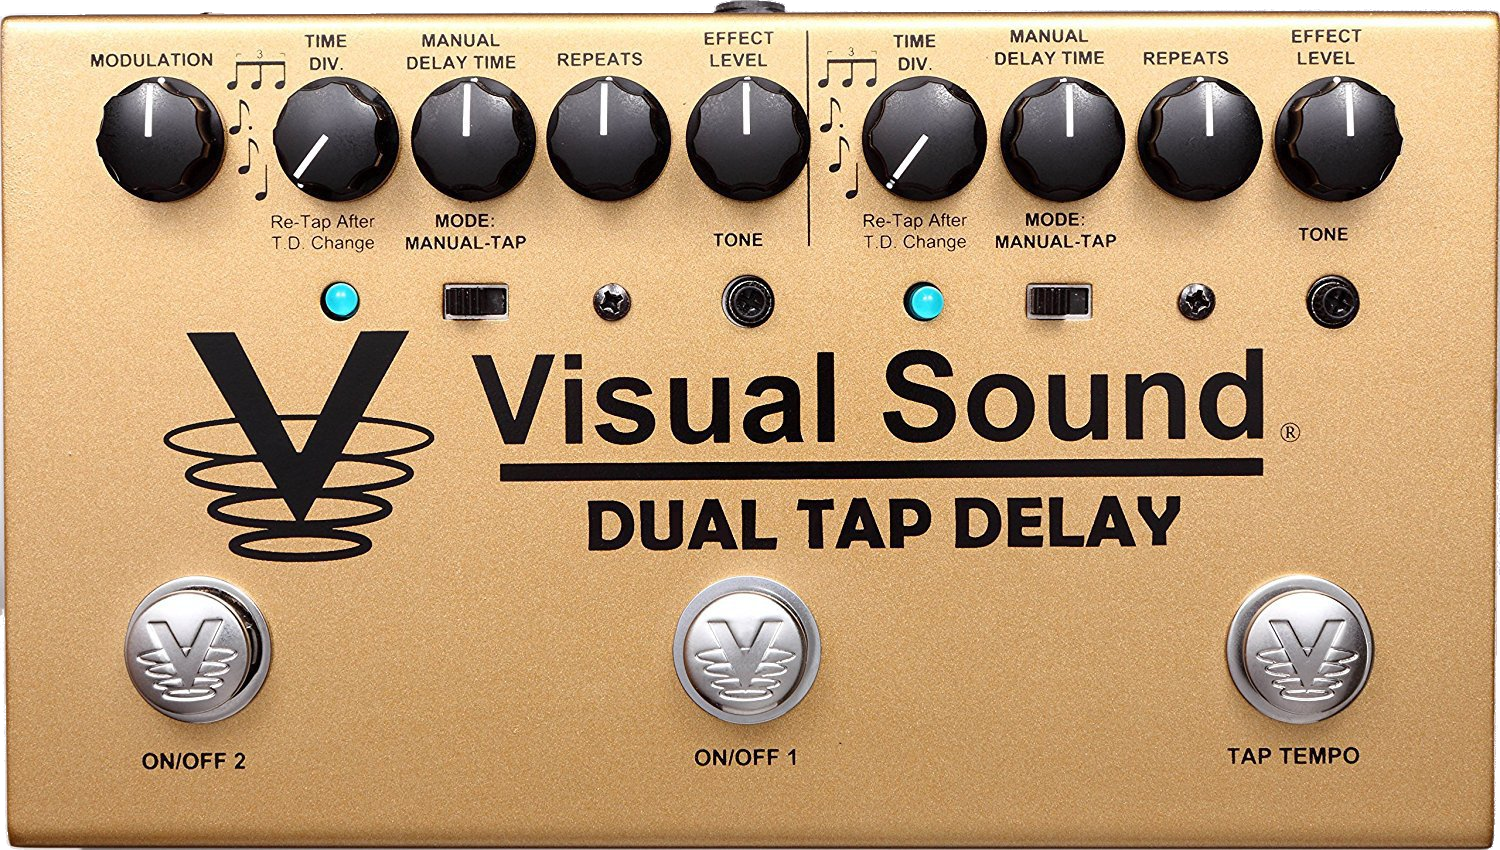 MODULATION
3
TIME
DIV.
MANUAL
DELAY TIME
REPEATS
EFFECT
LEVEL
3
TIME
DIV.
MANUAL
DELAY TIME
REPEATS
EFFECT
LEVEL
Re-Tap After
T.D. Change
MODE:
MANUAL-TAP
TONE
Re-Tap After
T.D. Change
MODE:
MANUAL-TAP
TONE
V
Visual Sound®
DUAL TAP DELAY
V
V
V
ON/OFF 2
ON/OFF 1
TAP TEMPO